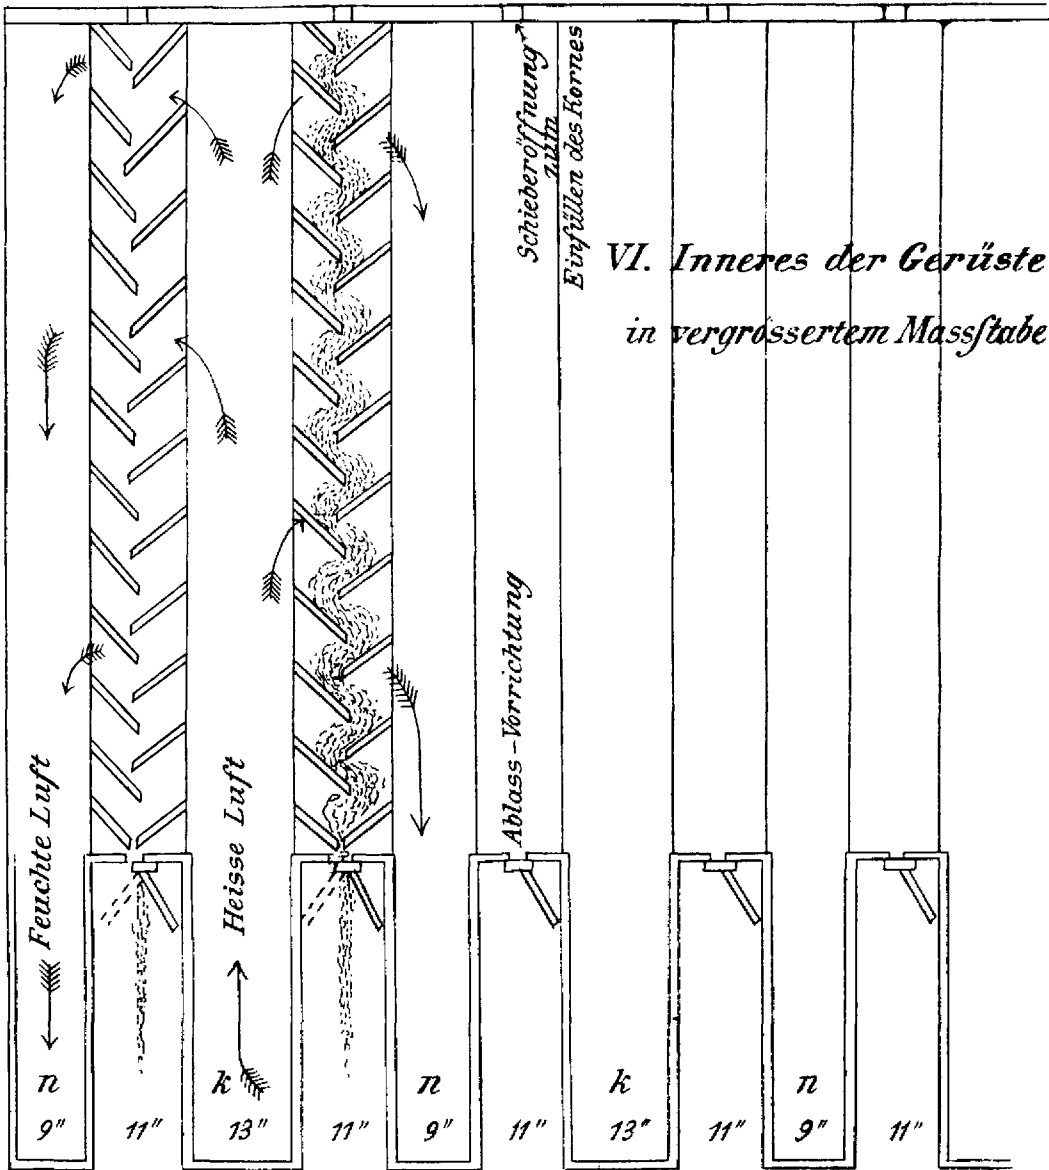 Schieberöffnung
zum
Einfüllen des Kornes
VI. Inneres der Gerüste
in vergrössertem Massſtabe
Ablass-Vorrichtung
Feuchte Luft
Heisse Luft
n k n k n
9" 11" 13" 11" 9" 11" 13" 11" 9" 11"